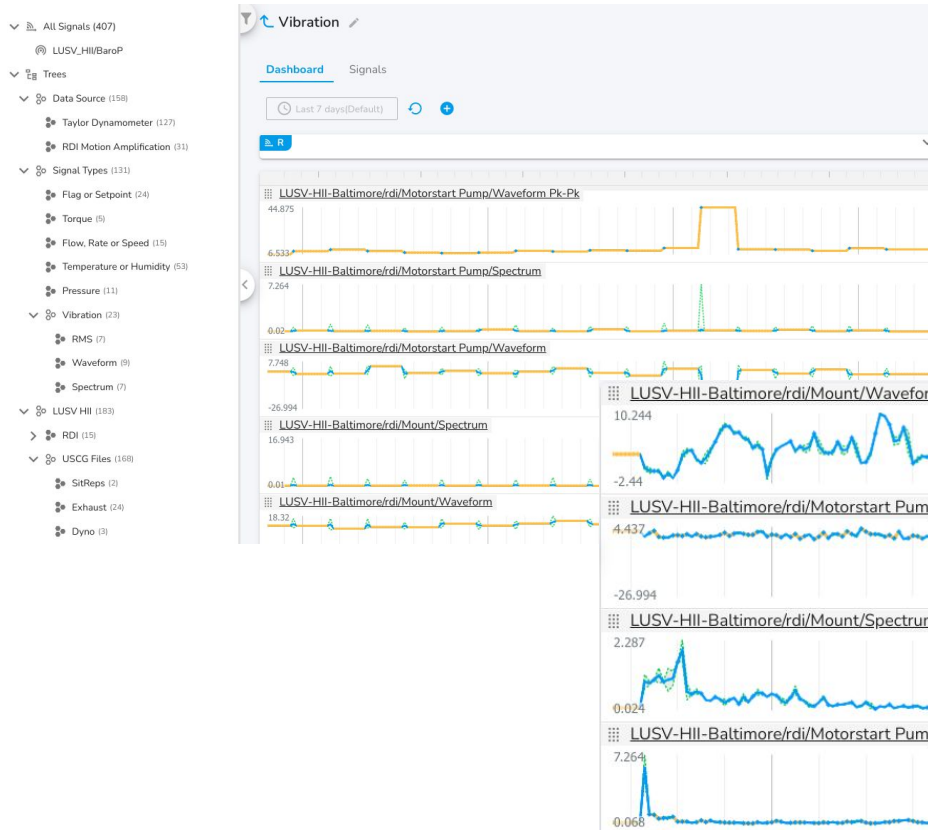 All Signals (407)
LUSV_HII/BaroP
Trees
Data Source (158)
Taylor Dynamometer (127)
RDI Motion Amplification (31)
Signal Types (131)
Flag or Setpoint (24)
Torque (5)
Flow, Rate or Speed (15)
Temperature or Humidity (53)
Pressure (11)
Vibration (23)
RMS (7)
Waveform (9)
Spectrum (7)
LUSV HII (183)
RDI (15)
USCG Files (168)
SitReps (2)
Exhaust (24)
Dyno (3)
Vibration
Dashboard Signals
Last 7 days(Default)
R
LUSV-HII-Baltimore/rdi/Motorstart Pump/Waveform Pk-Pk
44.875
6.533
LUSV-HII-Baltimore/rdi/Motorstart Pump/Spectrum
7.264
0.02
LUSV-HII-Baltimore/rdi/Motorstart Pump/Waveform
7.748
-26.994
LUSV-HII-Baltimore/rdi/Mount/Spectrum
16.943
0.01
LUSV-HII-Baltimore/rdi/Mount/Waveform
18.32
LUSV-HII-Baltimore/rdi/Mount/Wavefor
10.244
-2.44
LUSV-HII-Baltimore/rdi/Motorstart Pum
4.437
-26.994
LUSV-HII-Baltimore/rdi/Mount/Spectrur
2.287
0.024
LUSV-HII-Baltimore/rdi/Motorstart Pum
7.264
0.068